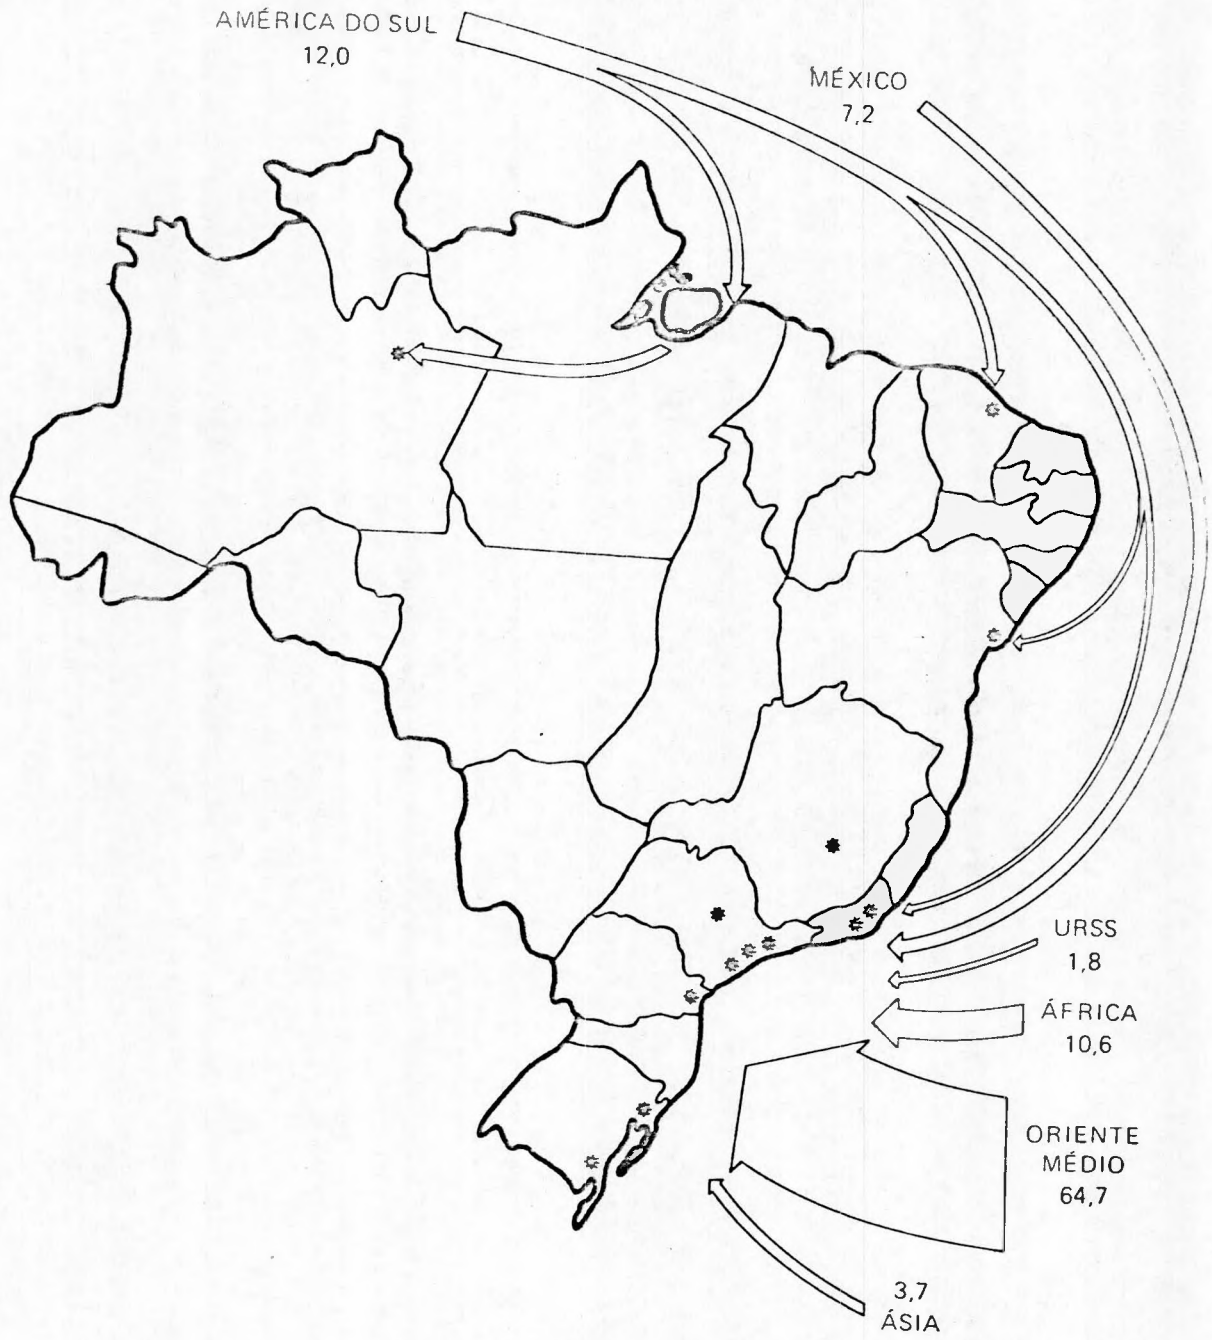 AMÉRICA DO SUL
12,0
MÉXICO
7,2
URSS
1,8
ÁFRICA
10,6
ORIENTE
MÉDIO
64,7
3,7
ÁSIA